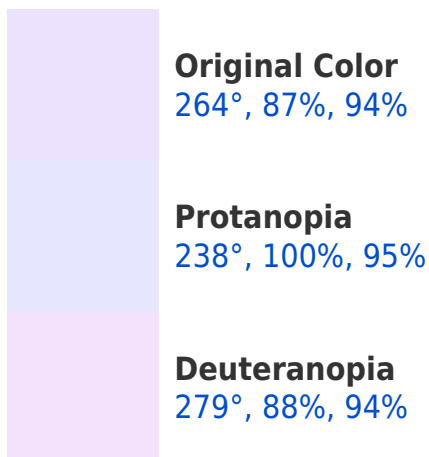 Original Color
264°, 87%, 94%
Protanopia
238°, 100%, 95%
Deuteranopia
279°, 88%, 94%